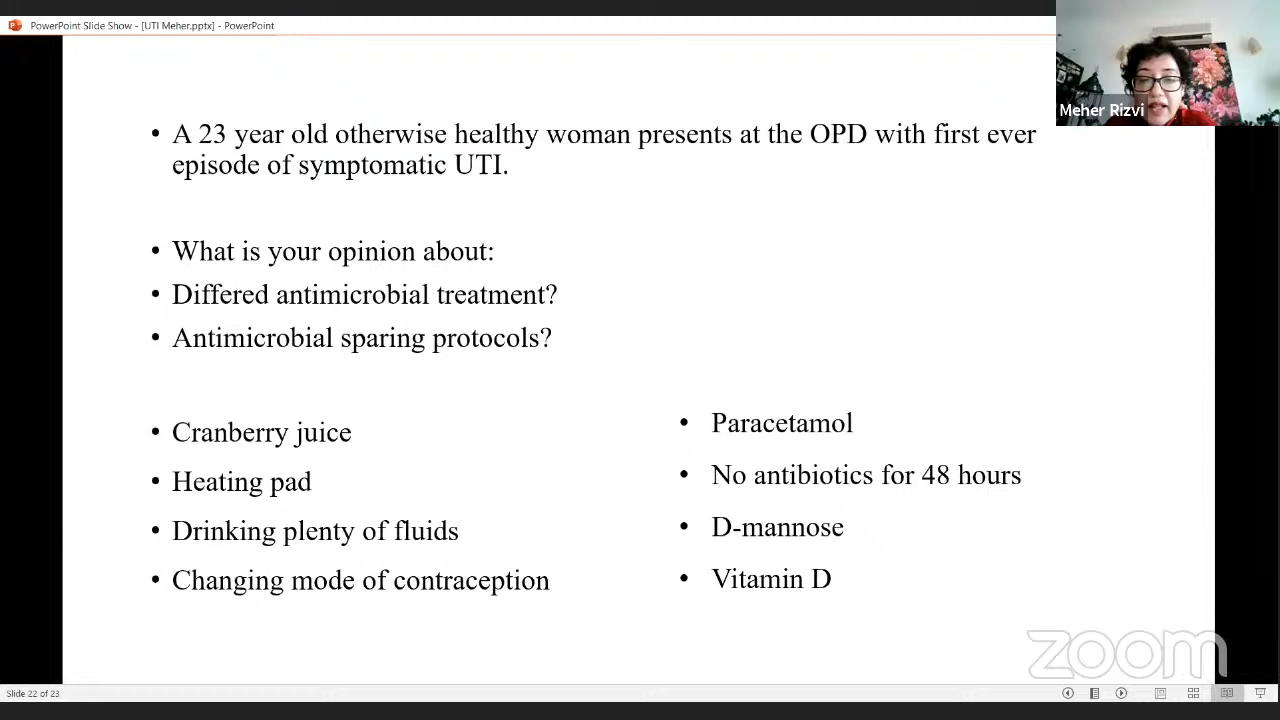 PowerPoint Slide Show - [UTI Meher.pptx] - PowerPoint
Meher Rizvi
• A 23 year old otherwise healthy woman presents at the OPD with first ever
episode of symptomatic UTI.
• What is your opinion about:
• Differed antimicrobial treatment?
• Antimicrobial sparing protocols?
• Cranberry juice
• Heating pad
• Drinking plenty of fluids
• Changing mode of contraception
• Paracetamol
• No antibiotics for 48 hours
• D-mannose
• Vitamin D
zoom
Slide 22 of 23